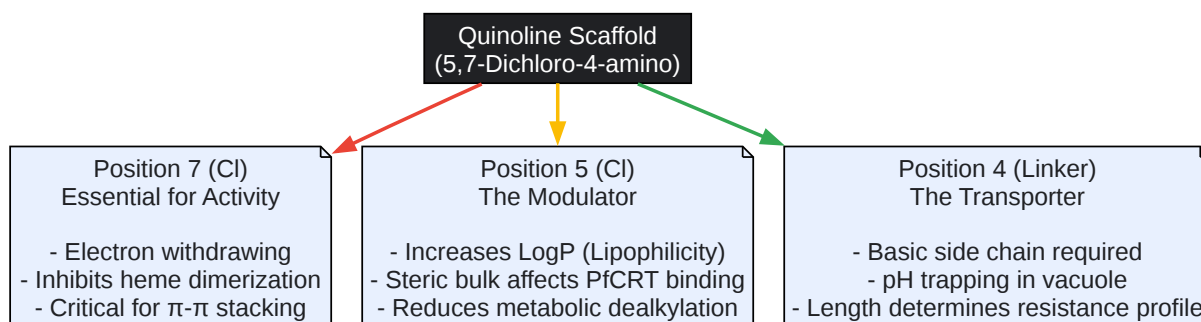 Quinoline Scaffold
(5,7-Dichloro-4-amino)
Position 7 (Cl)
Essential for Activity
- Electron withdrawing
- Inhibits heme dimerization
- Critical for π-π stacking
Position 5 (Cl)
The Modulator
- Increases LogP (Lipophilicity)
- Steric bulk affects PfCRT binding
- Reduces metabolic dealkylation
Position 4 (Linker)
The Transporter
- Basic side chain required
- pH trapping in vacuole
- Length determines resistance profile